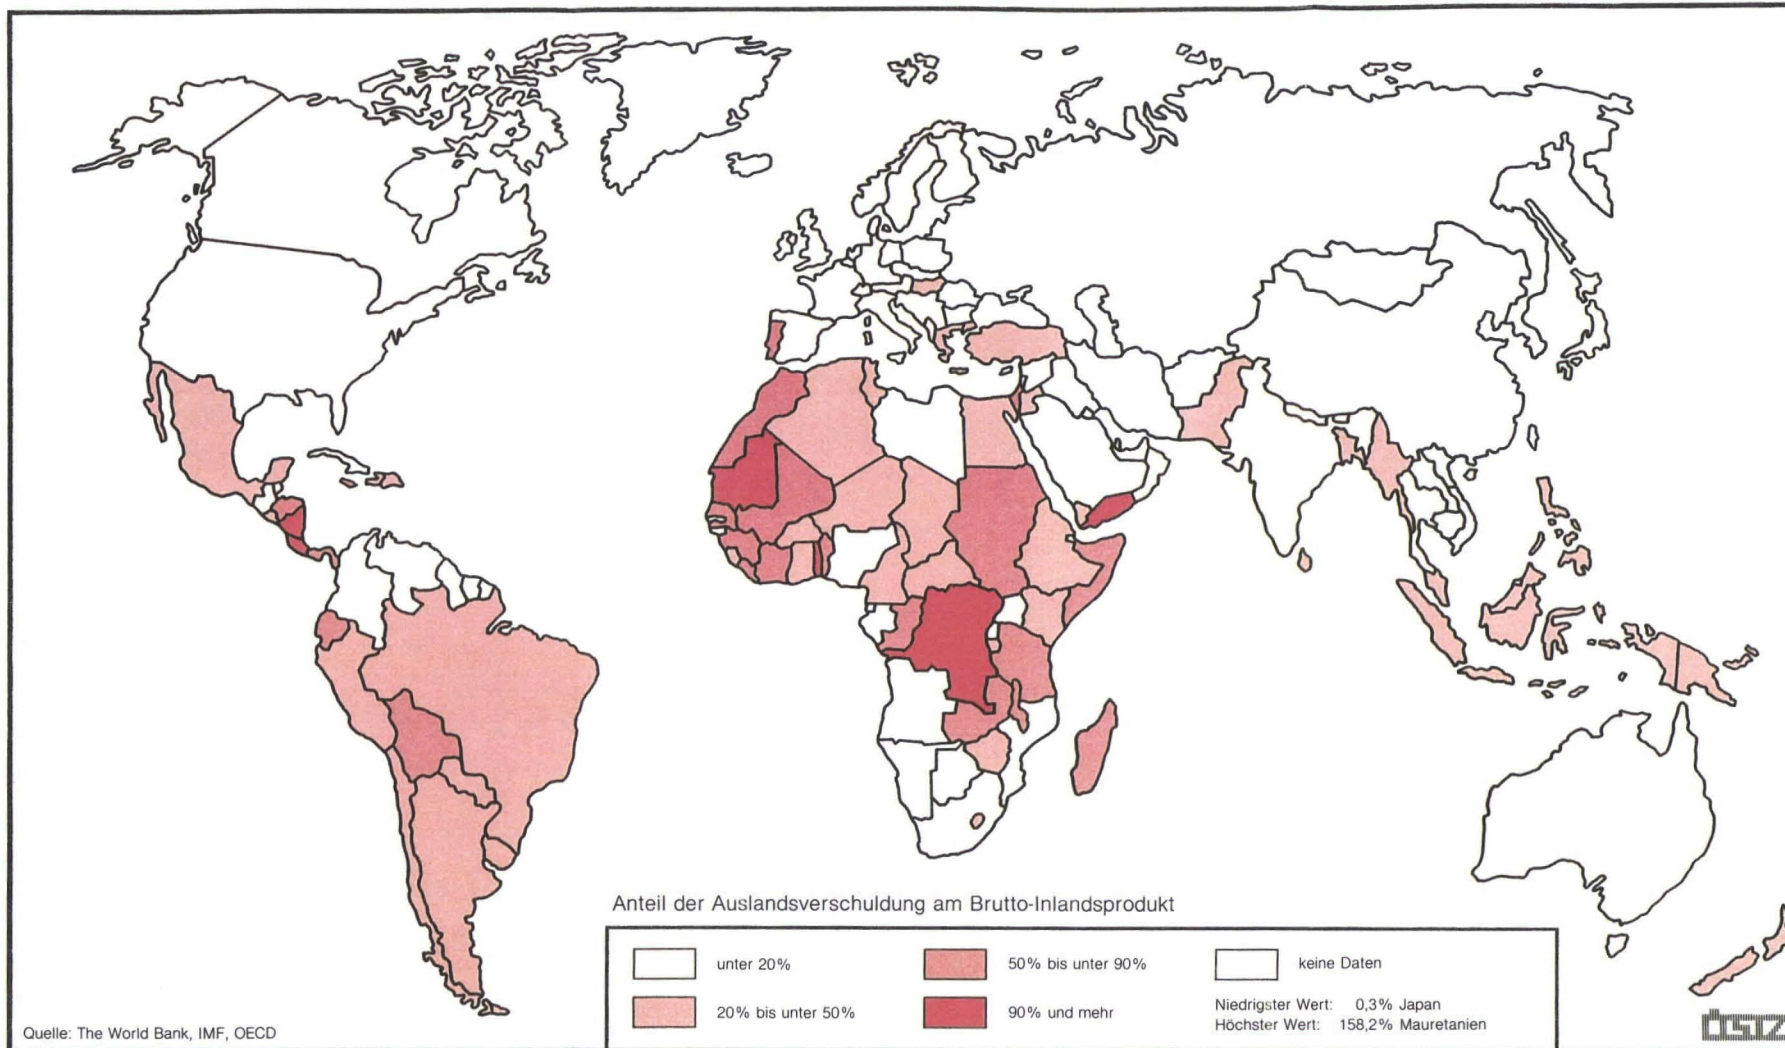 Anteil der Auslandsverschuldung am Brutto-Inlandsprodukt
unter 20%
50% bis unter 90%
keine Daten
20% bis unter 50%
90% und mehr
Niedrigster Wert: 0,3% Japan
Höchster Wert: 158,2% Mauretanien
Quelle: The World Bank, IMF, OECD
ÖSTZ